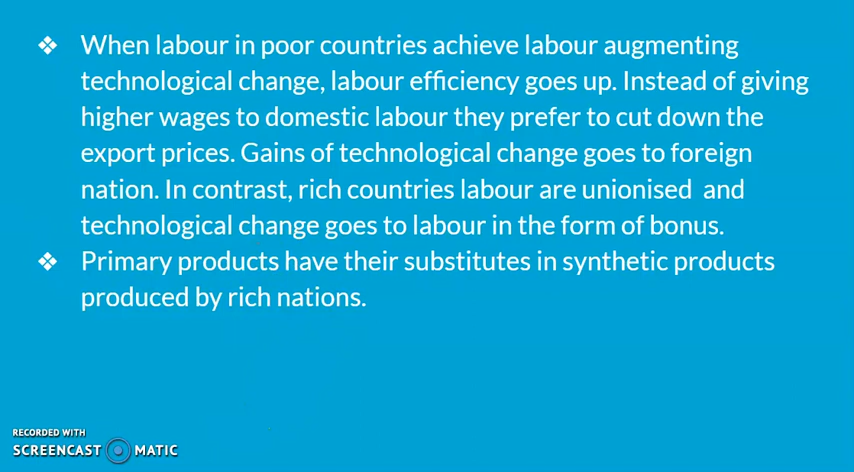 ❖ When labour in poor countries achieve labour augmenting
technological change, labour efficiency goes up. Instead of giving
higher wages to domestic labour they prefer to cut down the
export prices. Gains of technological change goes to foreign
nation. In contrast, rich countries labour are unionised and
technological change goes to labour in the form of bonus.
❖ Primary products have their substitutes in synthetic products
produced by rich nations.
RECORDED WITH
SCREENCAST MATIC